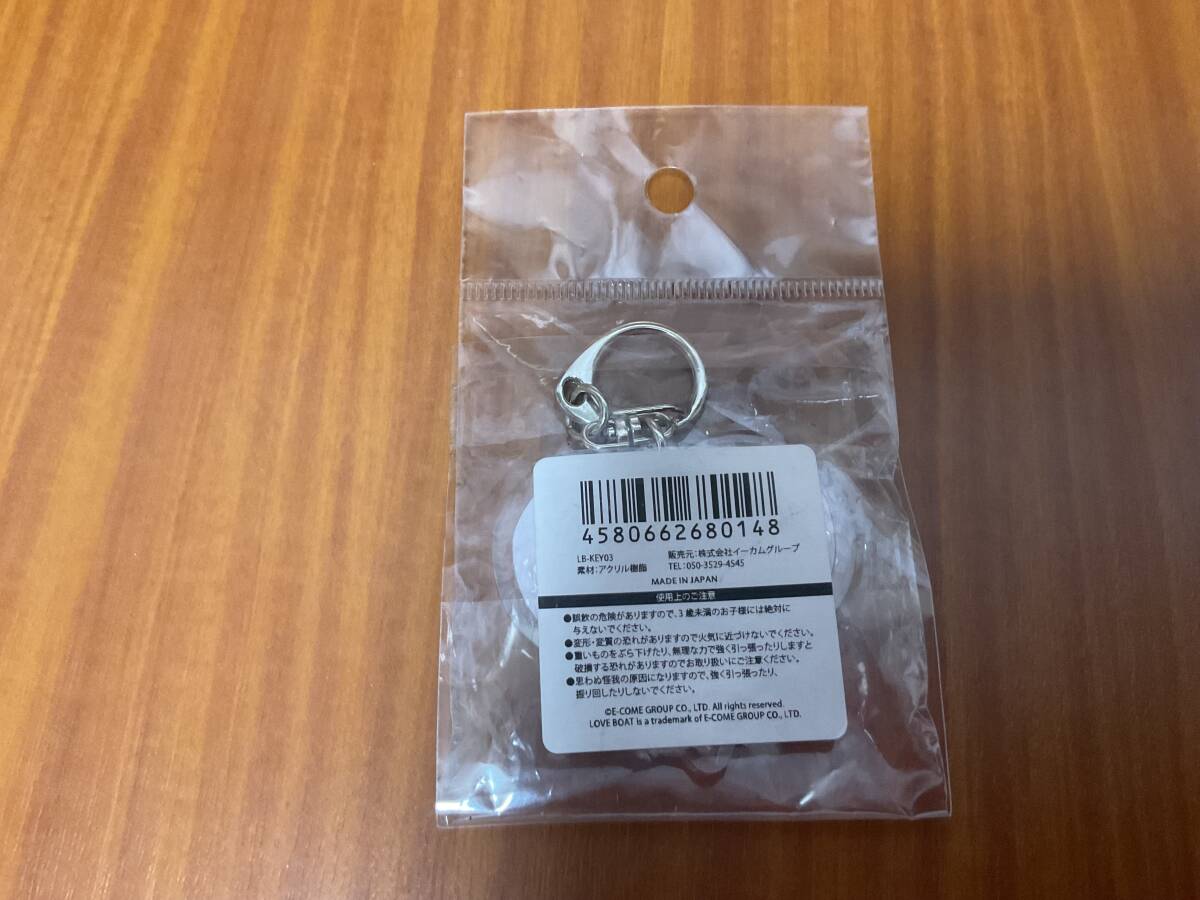 4580662680148
LB-KEY03 販売元：株式会社イーカムグループ
素材：アクリル樹脂 TEL：050-3529-4545
MADE IN JAPAN
使用上のご注意
●誤飲の危険がありますので、3歳未満のお子様には絶対に
与えないでください。
●変形・変質の恐れがありますので火気に近づけないでください。
●重いものをぶら下げたり、無理な力で強く引っ張ったりしますと
破損する恐れがありますのでお取り扱いにご注意ください。
●思わぬ怪我の原因になりますので、強く引っ張ったり、
振り回したりしないでください。
©E-COME GROUP CO., LTD. All rights reserved.
LOVE BOAT is a trademark of E-COME GROUP CO., LTD.